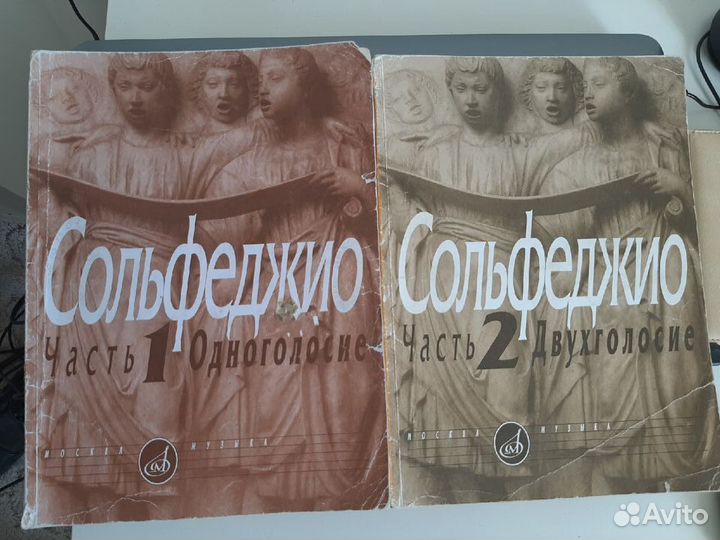 Сольфеджио
Часть 1 Одноголосие
МОСКВА МУЗЫКА
Сольфеджио
Часть 2 Двухголосие
МОСКВА МУЗЫКА
Avito